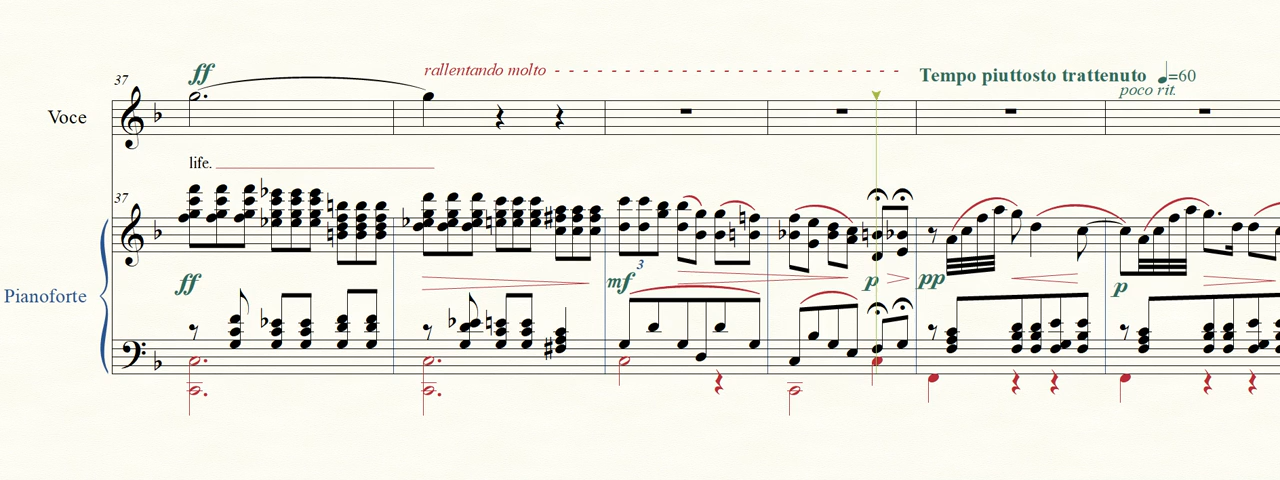 ff
rallentando molto
37
Tempo piuttosto trattenuto =60
poco rit.
Voce
life.
37
3
ff
mf
p
pp
p
Pianoforte